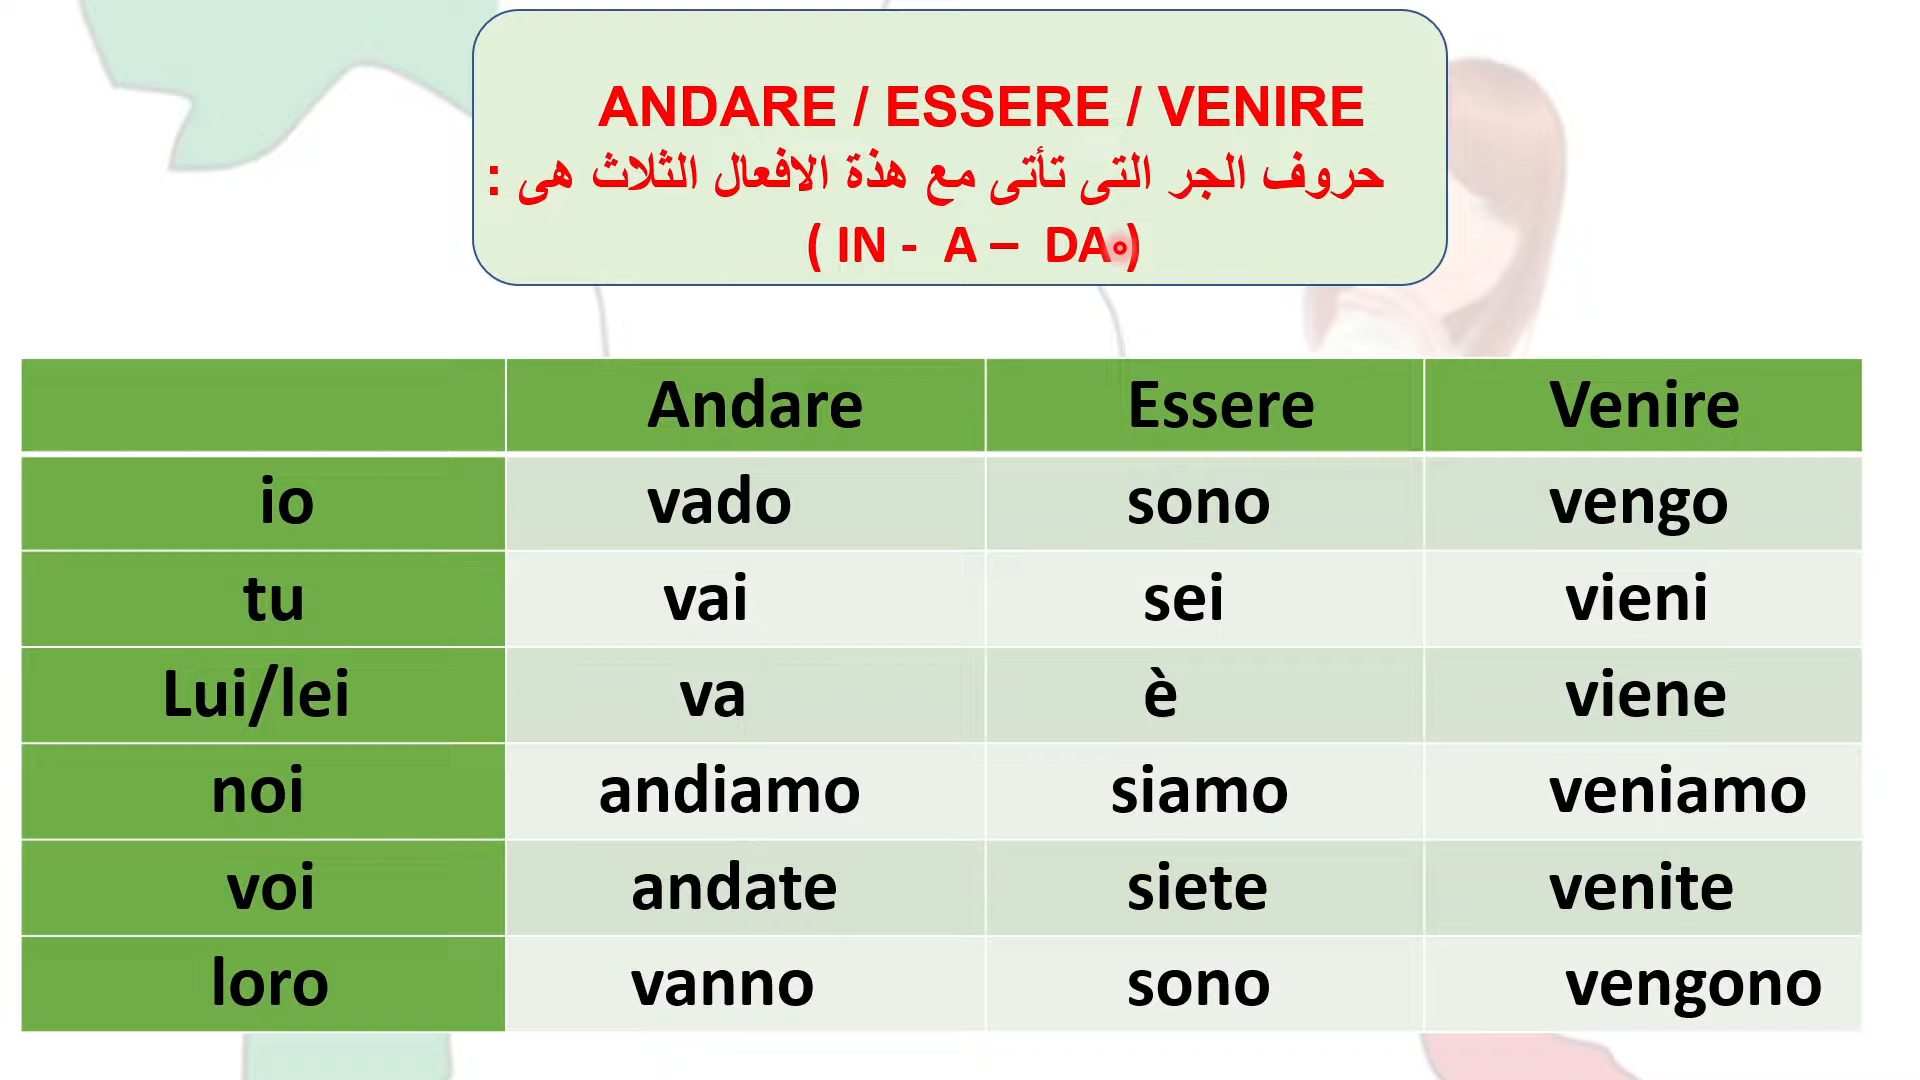 ANDARE / ESSERE / VENIRE
حروف الجر التى تأتى مع هذة الافعال الثلاث هى :
( IN - A – DA )
Andare Essere Venire
io vado sono vengo
tu vai sei vieni
Lui/lei va è viene
noi andiamo siamo veniamo
voi andate siete venite
loro vanno sono vengono